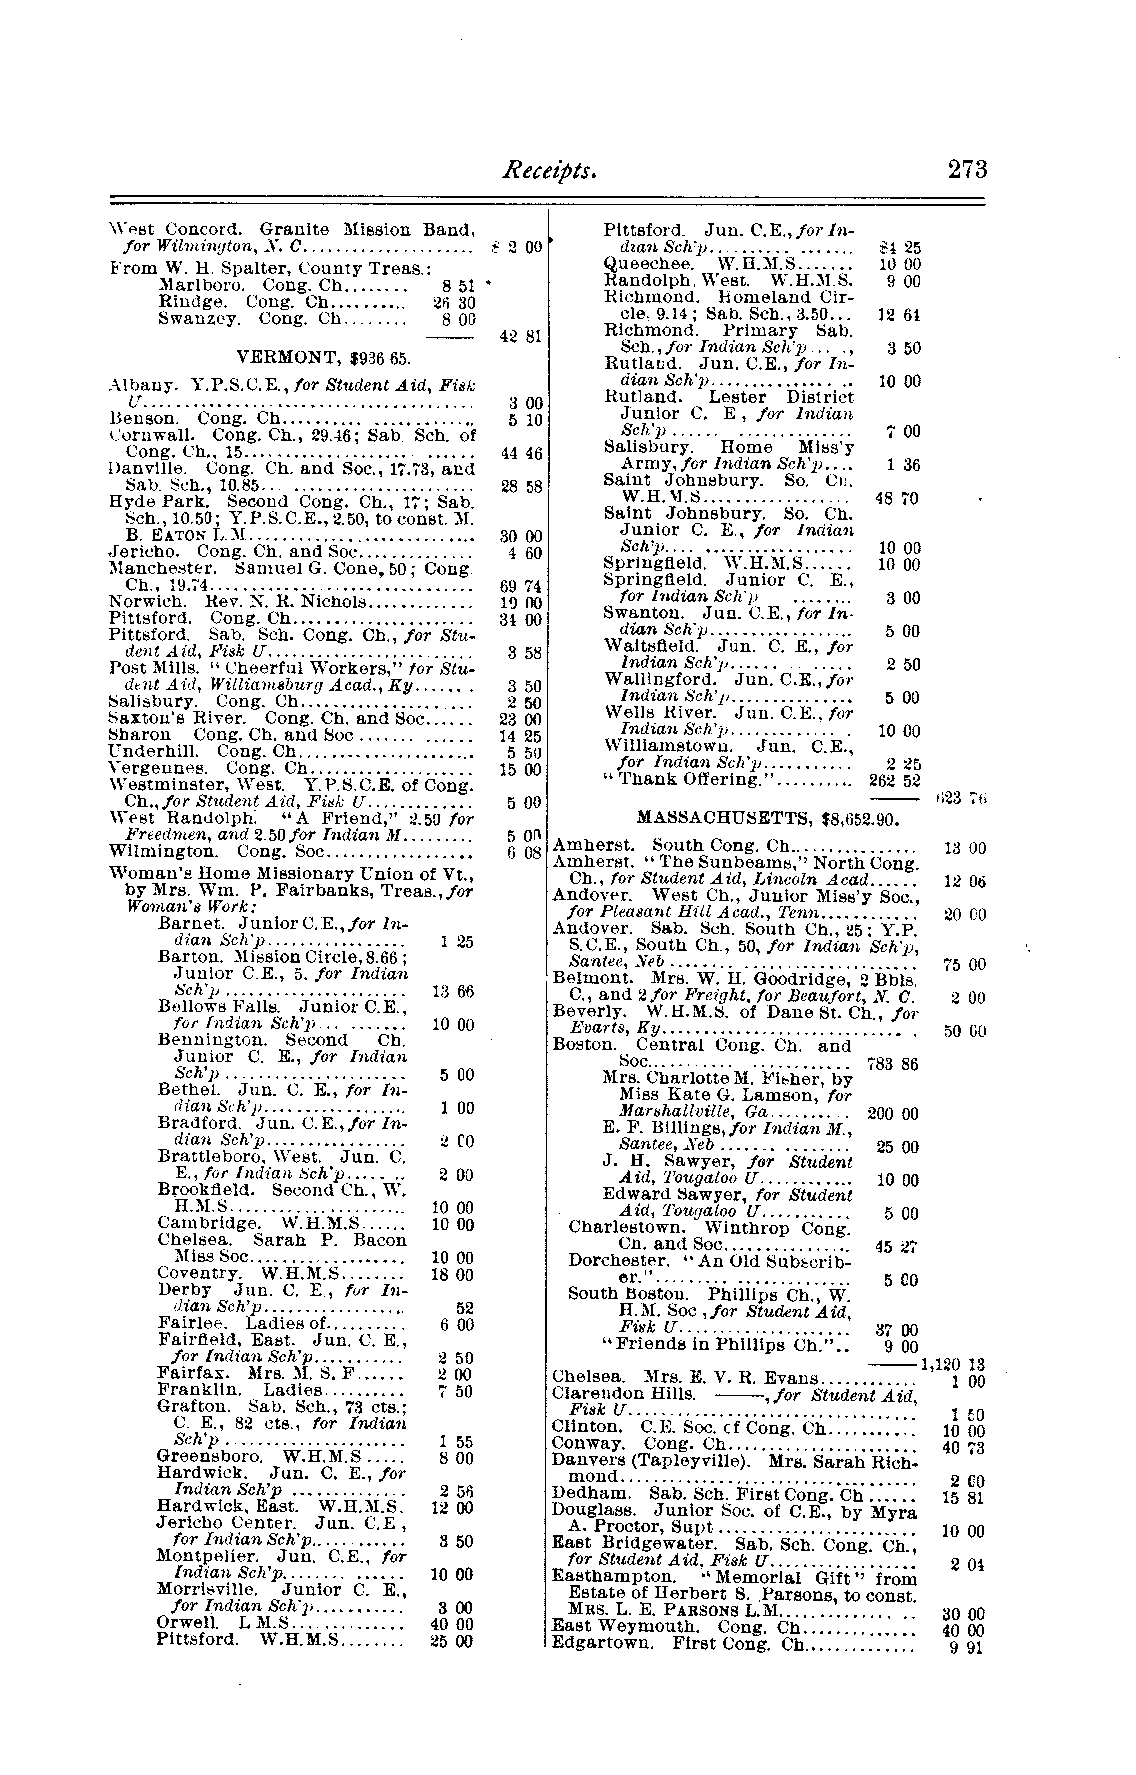 Receipts. 273
West Concord. Granite Mission Band,
for Wilmington, N. C..................... $ 2 00
From W. H. Spalter, County Treas.:
Marlboro. Cong. Ch........ 8 51
Rindge. Cong. Ch.......... 26 30
Swanzey. Cong. Ch........ 8 00
——— 42 81
VERMONT, $936 65.
Albany. Y.P.S.C.E., for Student Aid, Fisk
U........................................ 3 00
Benson. Cong. Ch........................ 5 10
Cornwall. Cong. Ch., 29.46; Sab. Sch. of
Cong. Ch., 15............................ 44 46
Danville. Cong. Ch. and Soc., 17.73, and
Sab. Sch., 10.85.......................... 28 58
Hyde Park. Second Cong. Ch., 17; Sab.
Sch., 10.50; Y.P.S.C.E., 2.50, to const. M.
B. EATON L.M............................ 30 00
Jericho. Cong. Ch. and Soc.............. 4 60
Manchester. Samuel G. Cone, 50; Cong.
Ch., 19.74................................ 69 74
Norwich. Rev. N. R. Nichols............. 10 00
Pittsford. Cong. Ch...................... 34 00
Pittsford. Sab. Sch. Cong. Ch., for Stu-
dent Aid, Fisk U......................... 3 58
Post Mills. "Cheerful Workers," for Stu-
dent Aid, Williamsburg Acad., Ky....... 3 50
Salisbury. Cong. Ch..................... 2 50
Saxton's River. Cong. Ch. and Soc...... 23 00
Sharon Cong. Ch. and Soc.............. 14 25
Underhill. Cong. Ch..................... 5 50
Vergennes. Cong. Ch.................... 15 00
Westminster, West. Y.P.S.C.E. of Cong.
Ch., for Student Aid, Fisk U............. 5 00
West Randolph. "A Friend," 2.50 for
Freedmen, and 2.50 for Indian M......... 5 00
Wilmington. Cong. Soc.................. 6 08
Woman's Home Missionary Union of Vt.,
by Mrs. Wm. P. Fairbanks, Treas., for
Woman's Work:
Barnet. Junior C.E., for In-
dian Sch'p................. 1 25
Barton. Mission Circle, 8.66;
Junior C.E., 5. for Indian
Sch'p...................... 13 66
Bellows Falls. Junior C.E.,
for Indian Sch'p........... 10 00
Bennington. Second Ch.
Junior C. E., for Indian
Sch'p...................... 5 00
Bethel. Jun. C. E., for In-
dian Sch'p................. 1 00
Bradford. Jun. C.E., for In-
dian Sch'p................. 2 00
Brattleboro, West. Jun. C.
E., for Indian Sch'p....... 2 00
Brookfield. Second Ch., W.
H.M.S..................... 10 00
Cambridge. W.H.M.S...... 10 00
Chelsea. Sarah P. Bacon
Miss Soc................... 10 00
Coventry. W.H.M.S........ 18 00
Derby Jun. C. E., for In-
dian Sch'p................. 52
Fairlee. Ladies of.......... 6 00
Fairfield, East. Jun. C. E.,
for Indian Sch'p........... 2 50
Fairfax. Mrs. M. S. F...... 2 00
Franklin. Ladies.......... 7 50
Grafton. Sab. Sch., 73 cts.;
C. E., 82 cts., for Indian
Sch'p...................... 1 55
Greensboro. W.H.M.S..... 8 00
Hardwick. Jun. C. E., for
Indian Sch'p.............. 2 56
Hardwick, East. W.H.M.S. 12 00
Jericho Center. Jun. C.E.,
for Indian Sch'p........... 3 50
Montpelier. Jun. C.E., for
Indian Sch'p.............. 10 00
Morrisville. Junior C. E.,
for Indian Sch'p........... 3 00
Orwell. L M.S.............. 40 00
Pittsford. W.H.M.S........ 25 00
Pittsford. Jun. C.E., for In-
dian Sch'p................. $4 25
Queechee. W.H.M.S....... 10 00
Randolph, West. W.H.M.S. 9 00
Richmond. Homeland Cir-
cle, 9.14; Sab. Sch., 3.50... 12 64
Richmond. Primary Sab.
Sch., for Indian Sch'p..... 3 50
Rutland. Jun. C.E., for In-
dian Sch'p................. 10 00
Rutland. Lester District
Junior C. E, for Indian
Sch'p...................... 7 00
Salisbury. Home Miss'y
Army, for Indian Sch'p.... 1 36
Saint Johnsbury. So. Ch.
W.H.M.S.................. 48 70
Saint Johnsbury. So. Ch.
Junior C. E., for Indian
Sch'p...................... 10 00
Springfield. W.H.M.S...... 10 00
Springfield. Junior C. E.,
for Indian Sch'p........... 3 00
Swanton. Jun. C.E., for In-
dian Sch'p................. 5 00
Waitsfield. Jun. C. E., for
Indian Sch'p.............. 2 50
Wallingford. Jun. C.E., for
Indian Sch'p.............. 5 00
Wells River. Jun. C.E., for
Indian Sch'p.............. 10 00
Williamstown. Jun. C.E.,
for Indian Sch'p........... 2 25
"Thank Offering."......... 262 52
——— 623 76
MASSACHUSETTS, $8,652.90.
Amherst. South Cong. Ch............... 13 00
Amherst. "The Sunbeams," North Cong.
Ch., for Student Aid, Lincoln Acad...... 12 06
Andover. West Ch., Junior Miss'y Soc.,
for Pleasant Hill Acad., Tenn............ 20 00
Andover. Sab. Sch. South Ch., 25; Y.P.
S.C.E., South Ch., 50, for Indian Sch'p,
Santee, Neb.............................. 75 00
Belmont. Mrs. W. H. Goodridge, 2 Bbls.
C., and 2 for Freight, for Beaufort, N. C. 2 00
Beverly. W.H.M.S. of Dane St. Ch., for
Evarts, Ky............................... 50 00
Boston. Central Cong. Ch. and
Soc........................ 783 86
Mrs. Charlotte M. Fisher, by
Miss Kate G. Lamson, for
Marshallville, Ga.......... 200 00
E. F. Billings, for Indian M.,
Santee, Neb................ 25 00
J. H. Sawyer, for Student
Aid, Tougaloo U........... 10 00
Edward Sawyer, for Student
Aid, Tougaloo U........... 5 00
Charlestown. Winthrop Cong.
Ch. and Soc............... 45 27
Dorchester. "An Old Subscrib-
er."....................... 5 00
South Boston. Phillips Ch., W.
H.M. Soc, for Student Aid,
Fisk U..................... 37 00
"Friends in Phillips Ch.".. 9 00
——— 1,120 13
Chelsea. Mrs. E. V. R. Evans............ 1 00
Clarendon Hills. ———, for Student Aid,
Fisk U................................... 1 50
Clinton. C.E. Soc. of Cong. Ch........... 10 00
Conway. Cong. Ch....................... 40 73
Danvers (Tapleyville). Mrs. Sarah Rich-
mond.................................... 2 00
Dedham. Sab. Sch. First Cong. Ch...... 15 81
Douglass. Junior Soc. of C.E., by Myra
A. Proctor, Supt........................ 10 00
East Bridgewater. Sab. Sch. Cong. Ch.,
for Student Aid, Fisk U.................. 2 04
Easthampton. "Memorial Gift" from
Estate of Herbert S. Parsons, to const.
MRS. L. E. PARSONS L.M................. 30 00
East Weymouth. Cong. Ch.............. 40 00
Edgartown. First Cong. Ch.............. 9 91